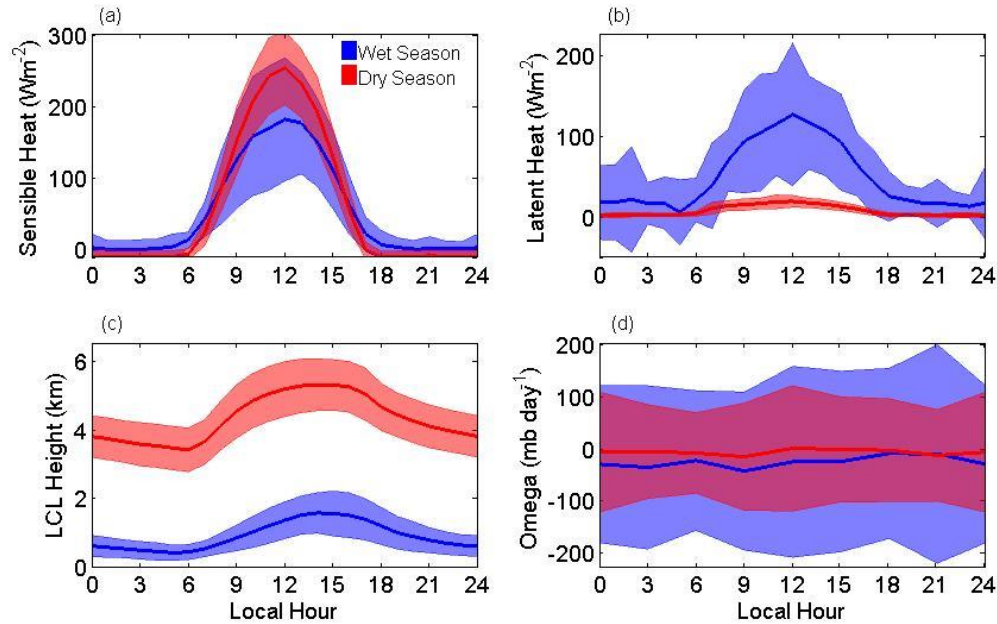 (a)
300
200
100
0
Sensible Heat (Wm-2)
Wet Season
Dry Season
0 3 6 9 12 15 18 21 24
(b)
200
100
0
Latent Heat (Wm-2)
0 3 6 9 12 15 18 21 24
(c)
6
4
2
0
LCL Height (km)
0 3 6 9 12 15 18 21 24
Local Hour
(d)
200
100
0
-100
-200
Omega (mb day-1)
0 3 6 9 12 15 18 21 24
Local Hour